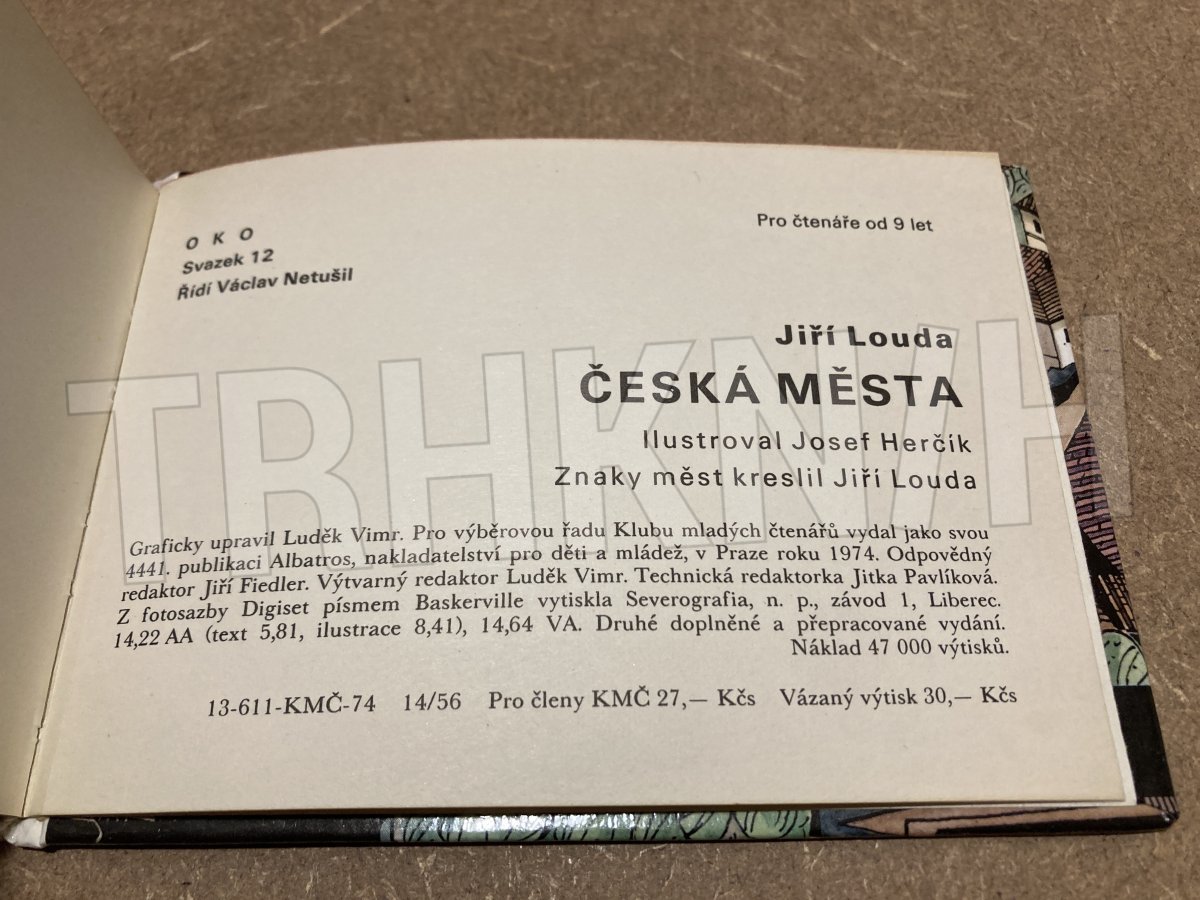 O K O
Svazek 12
Řídí Václav Netušil
Pro čtenáře od 9 let
Jiří Louda
ČESKÁ MĚSTA
Ilustroval Josef Herčík
Znaky měst kreslil Jiří Louda
Graficky upravil Luděk Vimr. Pro výběrovou řadu Klubu mladých čtenářů vydal jako svou
4441. publikaci Albatros, nakladatelství pro děti a mládež, v Praze roku 1974. Odpovědný
redaktor Jiří Fiedler. Výtvarný redaktor Luděk Vimr. Technická redaktorka Jitka Pavlíková.
Z fotosazby Digiset písmem Baskerville vytiskla Severografia, n. p., závod 1, Liberec.
14,22 AA (text 5,81, ilustrace 8,41), 14,64 VA. Druhé doplněné a přepracované vydání.
Náklad 47 000 výtisků.
13-611-KMČ-74 14/56 Pro členy KMČ 27,— Kčs Vázaný výtisk 30,— Kčs
TRHKNIH